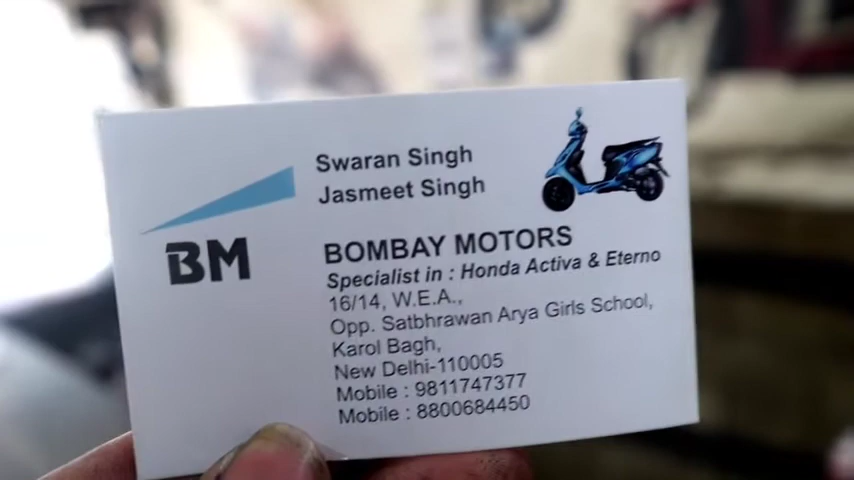 Swaran Singh
Jasmeet Singh
BM
BOMBAY MOTORS
Specialist in : Honda Activa & Eterno
16/14, W.E.A.,
Opp. Satbhrawan Arya Girls School,
Karol Bagh,
New Delhi-110005
Mobile : 9811747377
Mobile : 8800684450